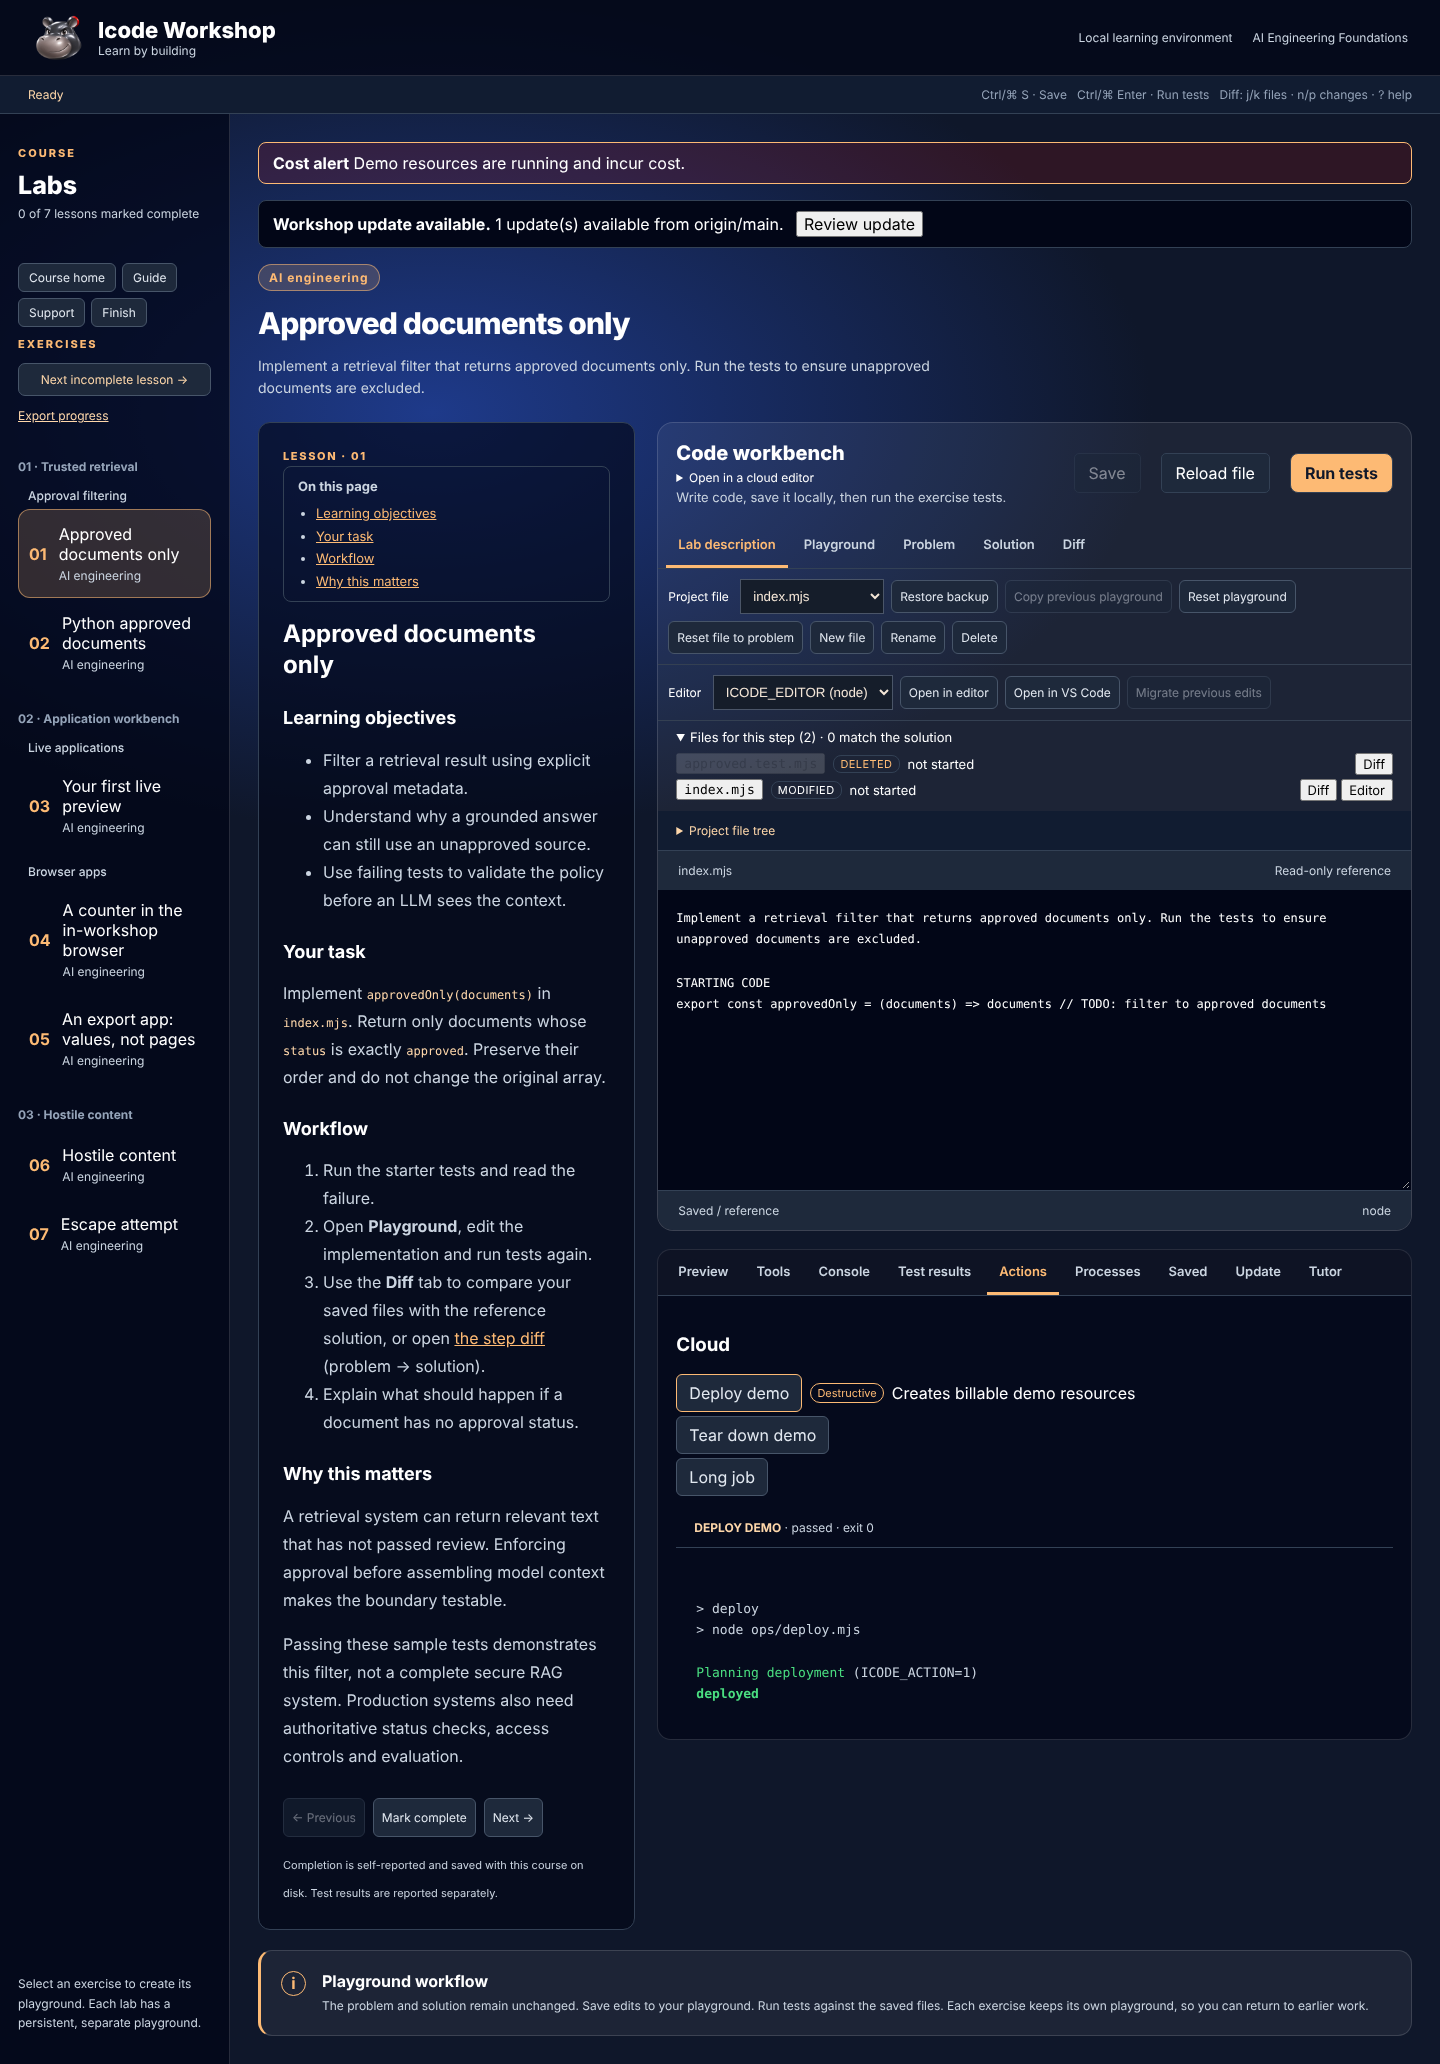 Icode Workshop
Learn by building
Local learning environment
AI Engineering Foundations
Ready
Ctrl/⌘ S · Save
Ctrl/⌘ Enter · Run tests
Diff: j/k files · n/p changes · ? help
COURSE
Labs
0 of 7 lessons marked complete
Course home
Guide
Support
Finish
EXERCISES
Next incomplete lesson →
Export progress
01 · Trusted retrieval
Approval filtering
01
Approved
documents only
AI engineering
02
Python approved
documents
AI engineering
02 · Application workbench
Live applications
03
Your first live
preview
AI engineering
Browser apps
04
A counter in the
in-workshop
browser
AI engineering
05
An export app:
values, not pages
AI engineering
03 · Hostile content
06
Hostile content
AI engineering
07
Escape attempt
AI engineering
Select an exercise to create its
playground. Each lab has a
persistent, separate playground.
Cost alert Demo resources are running and incur cost.
Workshop update available. 1 update(s) available from origin/main.
Review update
AI engineering
Approved documents only
Implement a retrieval filter that returns approved documents only. Run the tests to ensure unapproved
documents are excluded.
LESSON · 01
On this page
• Learning objectives
• Your task
• Workflow
• Why this matters
Approved documents
only
Learning objectives
• Filter a retrieval result using explicit
approval metadata.
• Understand why a grounded answer
can still use an unapproved source.
• Use failing tests to validate the policy
before an LLM sees the context.
Your task
Implement approvedOnly(documents) in
index.mjs. Return only documents whose
status is exactly approved. Preserve their
order and do not change the original array.
Workflow
1. Run the starter tests and read the
failure.
2. Open Playground, edit the
implementation and run tests again.
3. Use the Diff tab to compare your
saved files with the reference
solution, or open the step diff
(problem → solution).
4. Explain what should happen if a
document has no approval status.
Why this matters
A retrieval system can return relevant text
that has not passed review. Enforcing
approval before assembling model context
makes the boundary testable.
Passing these sample tests demonstrates
this filter, not a complete secure RAG
system. Production systems also need
authoritative status checks, access
controls and evaluation.
← Previous
Mark complete
Next →
Completion is self-reported and saved with this course on
disk. Test results are reported separately.
Code workbench
▶ Open in a cloud editor
Write code, save it locally, then run the exercise tests.
Save
Reload file
Run tests
Lab description
Playground
Problem
Solution
Diff
Project file
index.mjs
Restore backup
Copy previous playground
Reset playground
Reset file to problem
New file
Rename
Delete
Editor
ICODE_EDITOR (node)
Open in editor
Open in VS Code
Migrate previous edits
▼ Files for this step (2) · 0 match the solution
approved.test.mjs
DELETED
not started
Diff
index.mjs
MODIFIED
not started
Diff
Editor
▶ Project file tree
index.mjs
Read-only reference
Implement a retrieval filter that returns approved documents only. Run the tests to ensure
unapproved documents are excluded.
STARTING CODE
export const approvedOnly = (documents) => documents // TODO: filter to approved documents
Saved / reference
node
Preview
Tools
Console
Test results
Actions
Processes
Saved
Update
Tutor
Cloud
Deploy demo
Destructive
Creates billable demo resources
Tear down demo
Long job
DEPLOY DEMO · passed · exit 0
> deploy
> node ops/deploy.mjs
Planning deployment (ICODE_ACTION=1)
deployed
i
Playground workflow
The problem and solution remain unchanged. Save edits to your playground. Run tests against the saved files. Each exercise keeps its own playground, so you can return to earlier work.